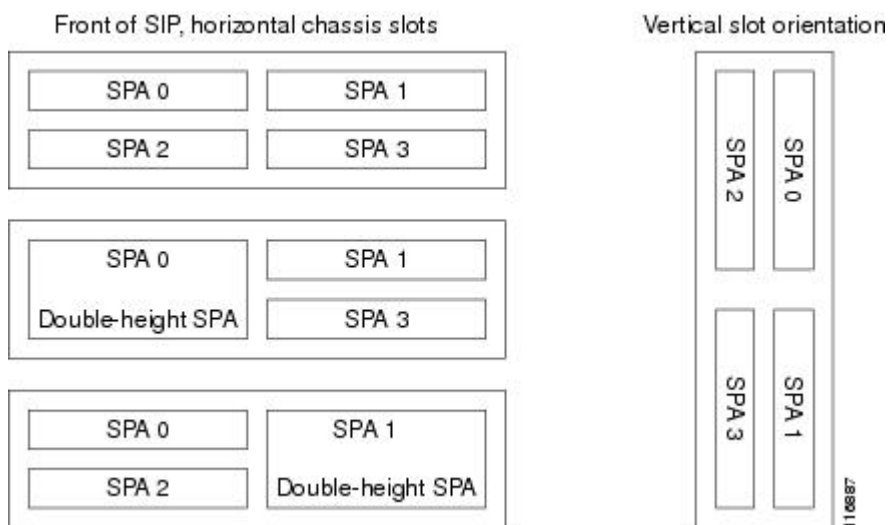 Front of SIP, horizontal chassis slots
SPA 0
SPA 1
SPA 2
SPA 3
SPA 0
Double-height SPA
SPA 1
SPA 3
SPA 0
SPA 2
SPA 1
Double-height SPA
Vertical slot orientation
SPA 2
SPA 0
SPA 3
SPA 1
116887